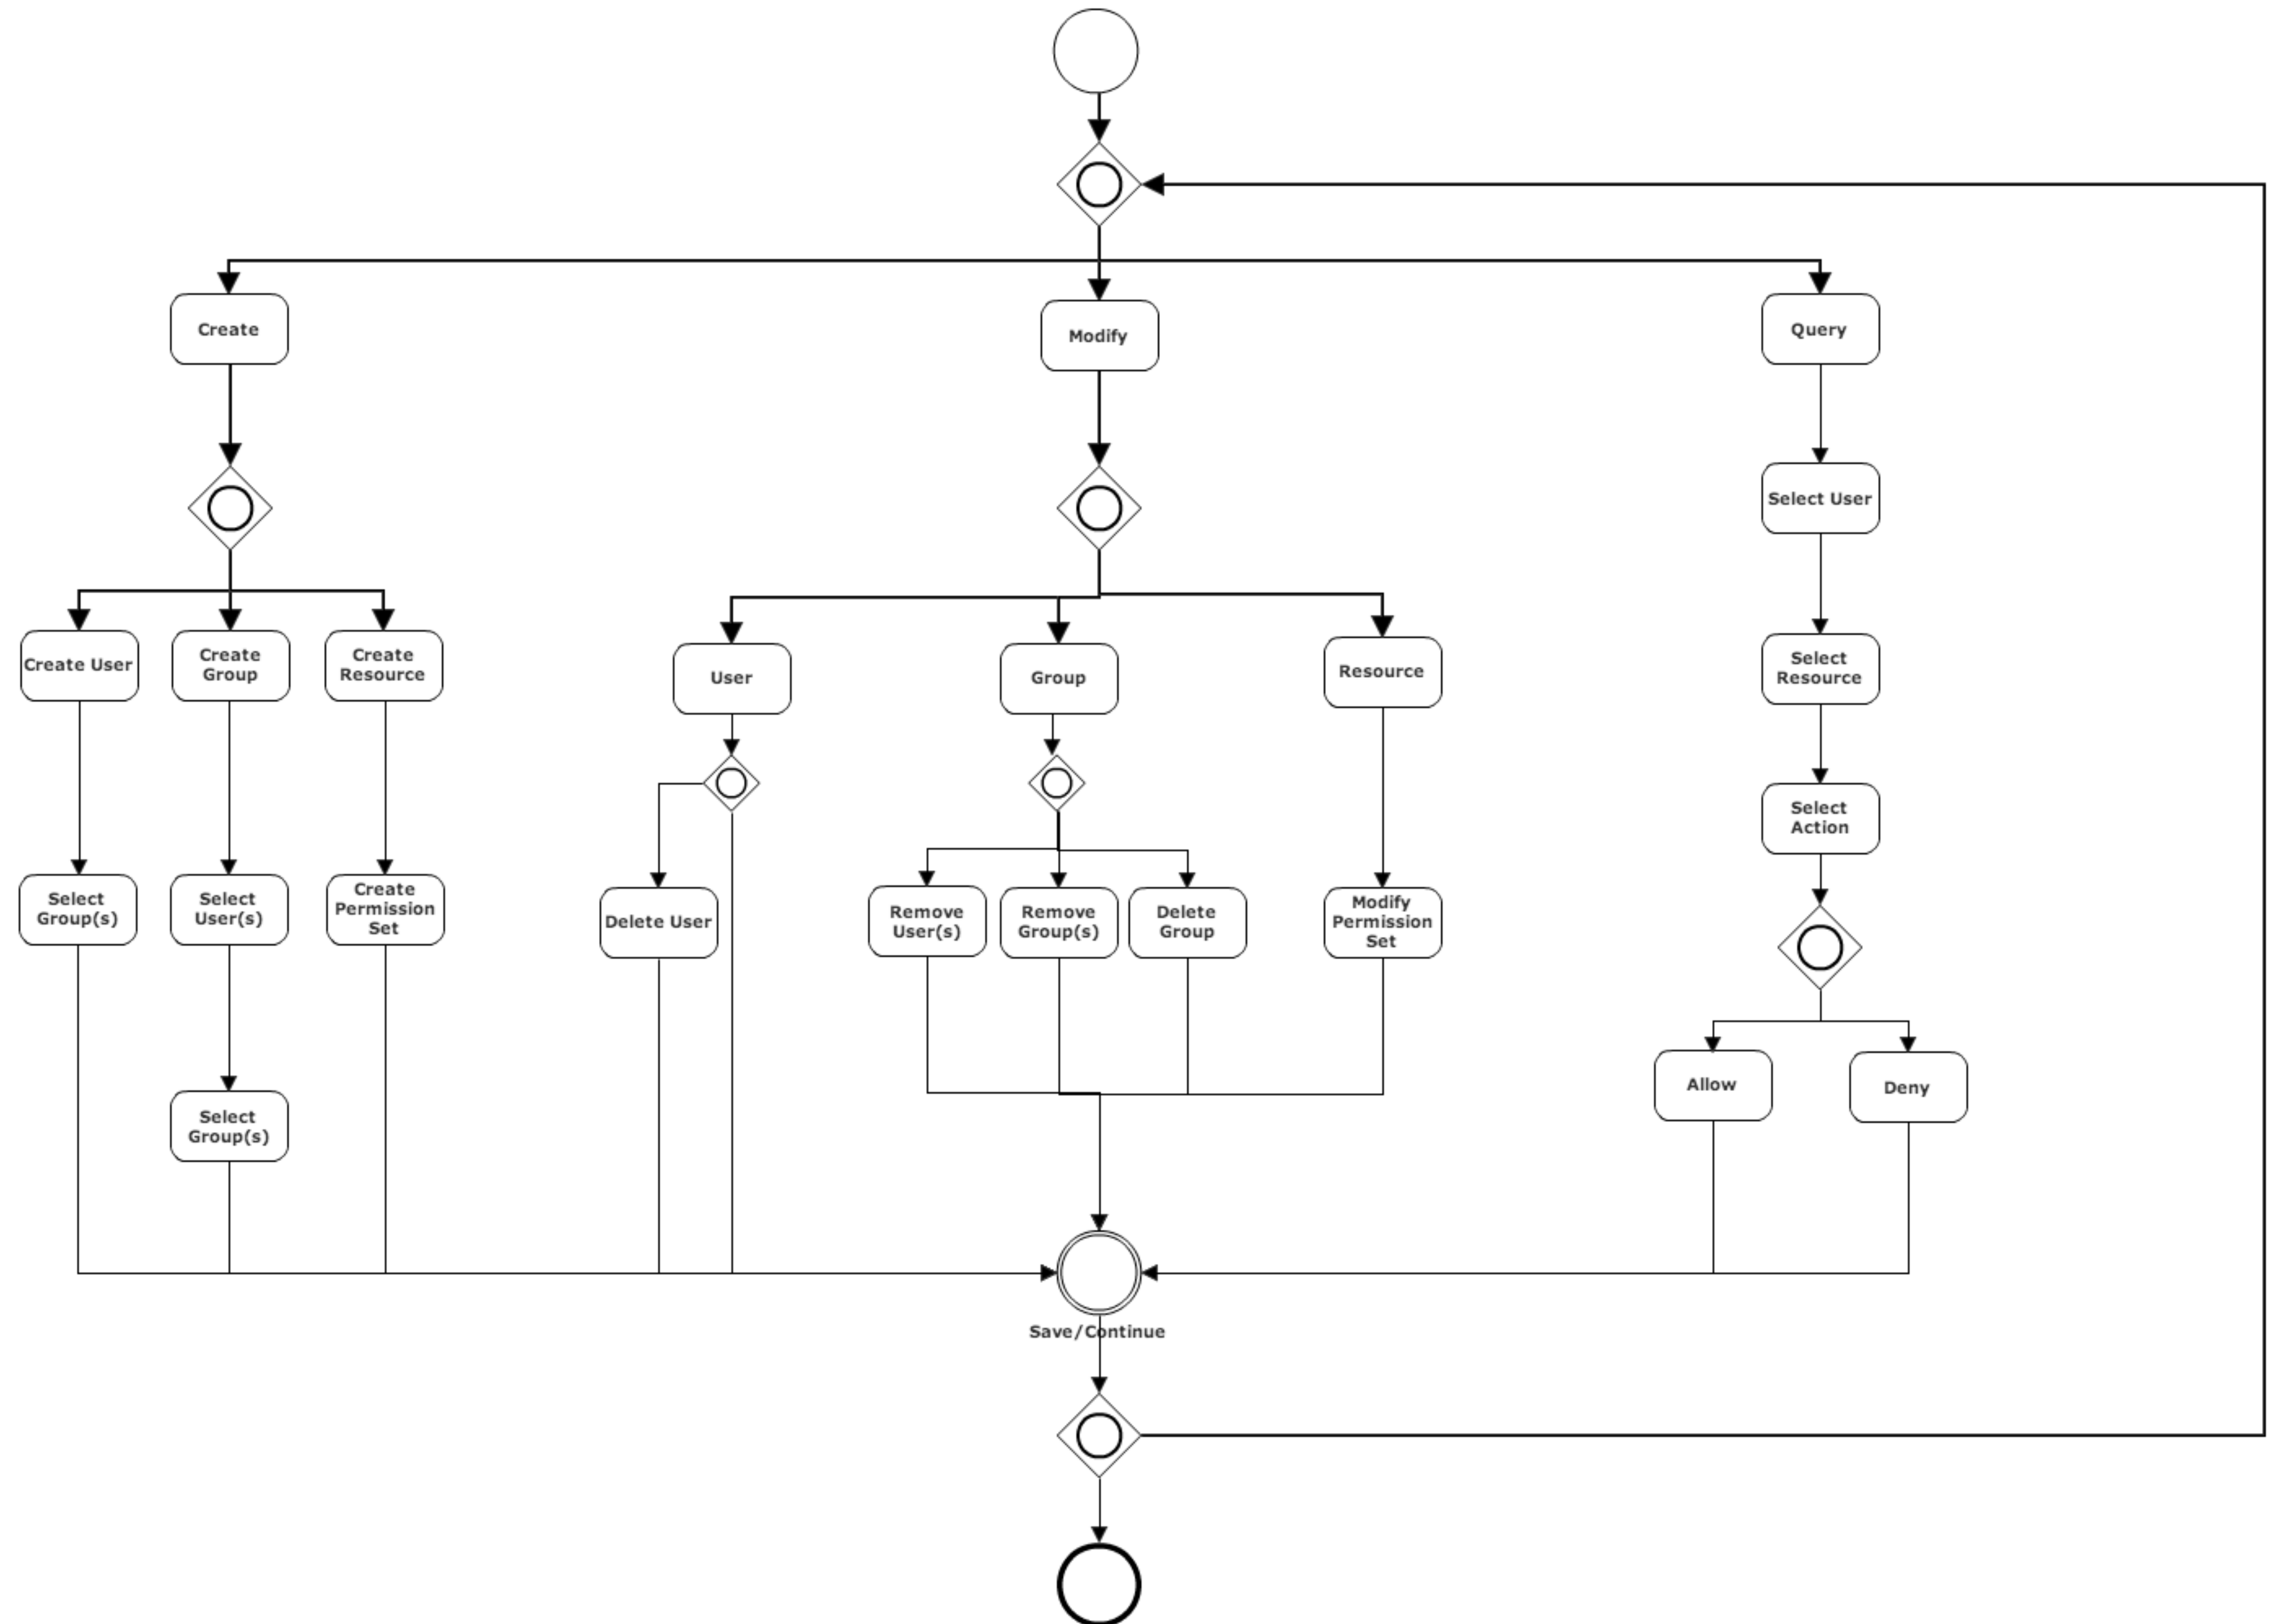 Create
Modify
Query
Select User
Create User
Create
Group
Create
Resource
User
Group
Resource
Select
Resource
Select
Action
Select
Group(s)
Select
User(s)
Create
Permission
Set
Delete User
Remove
User(s)
Remove
Group(s)
Delete
Group
Modify
Permission
Set
Allow
Deny
Select
Group(s)
Save/Continue